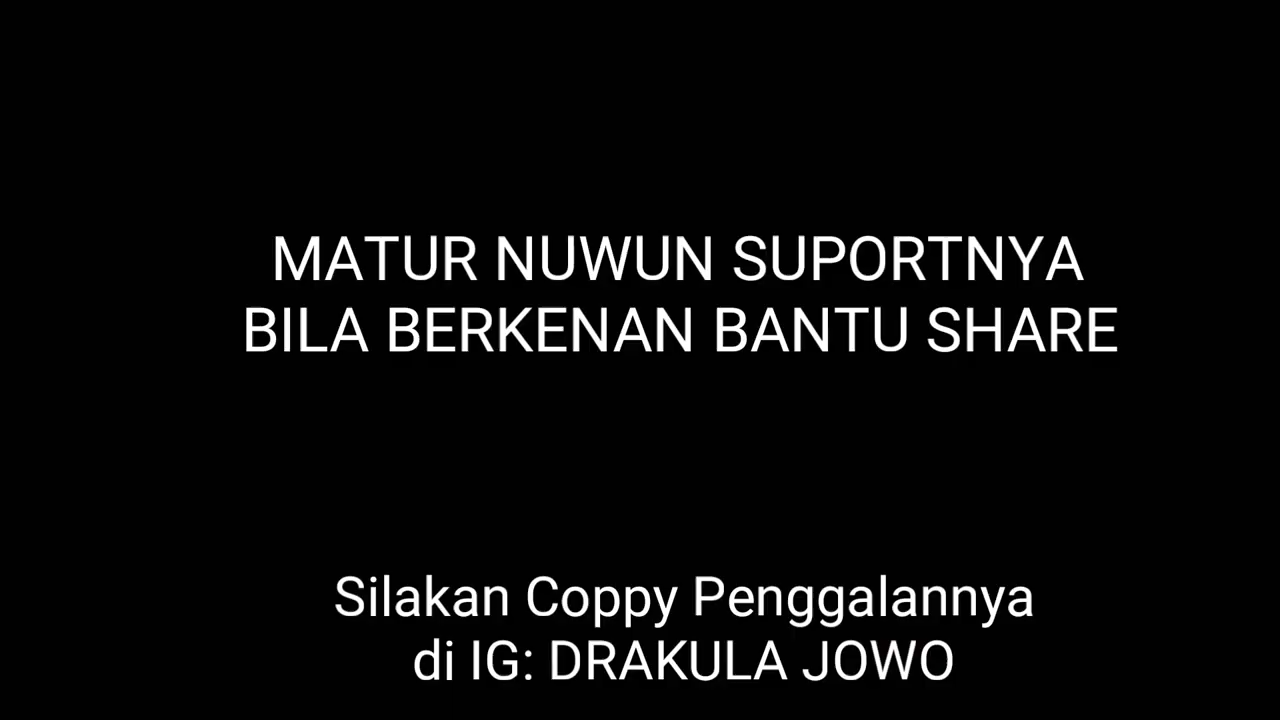 MATUR NUWUN SUPORTNYA
BILA BERKENAN BANTU SHARE
Silakan Coppy Penggalannya
di IG: DRAKULA JOWO